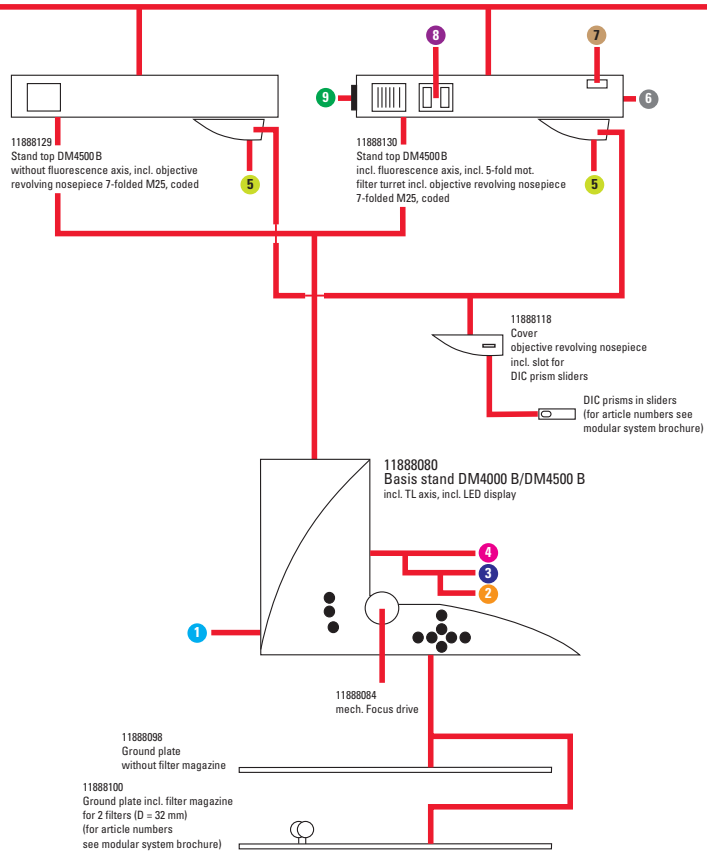 8
7
9
6
11888129
Stand top DM4500 B
without fluorescence axis, incl. objective
revolving nosepiece 7-folded M25, coded
5
11888130
Stand top DM4500 B
incl. fluorescence axis, incl. 5-fold mot.
filter turret incl. objective revolving nosepiece
7-folded M25, coded
5
11888118
Cover
objective revolving nosepiece
incl. slot for
DIC prism sliders
DIC prisms in sliders
(for article numbers see
modular system brochure)
11888080
Basis stand DM4000 B/DM4500 B
incl. TL axis, incl. LED display
4
3
2
1
11888084
mech. Focus drive
11888098
Ground plate
without filter magazine
11888100
Ground plate incl. filter magazine
for 2 filters (D = 32 mm)
(for article numbers
see modular system brochure)